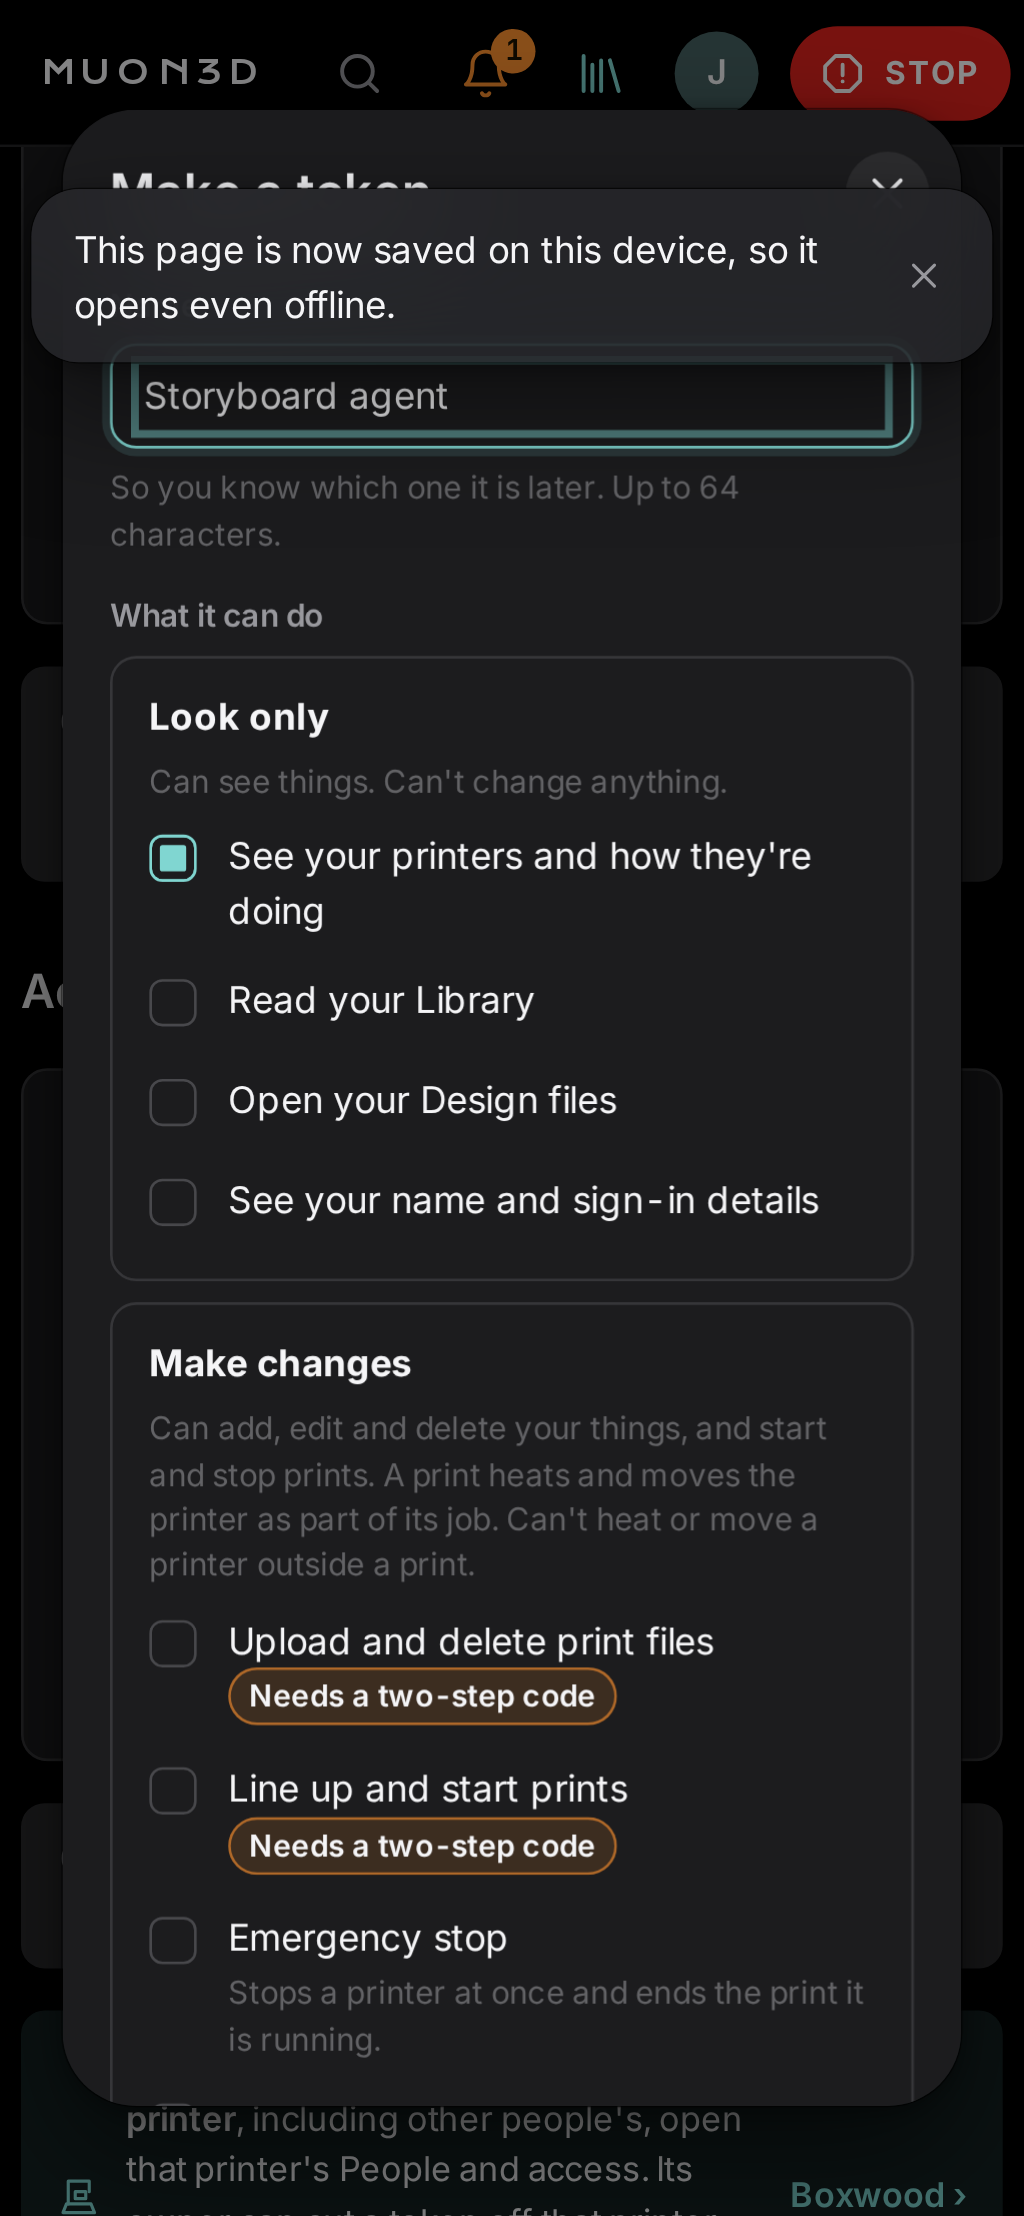 MUON3D
1
J
STOP
Make a token
This page is now saved on this device, so it
opens even offline.
Storyboard agent
So you know which one it is later. Up to 64
characters.
What it can do
Look only
Can see things. Can't change anything.
See your printers and how they're
doing
Read your Library
Open your Design files
See your name and sign-in details
Make changes
Can add, edit and delete your things, and start
and stop prints. A print heats and moves the
printer as part of its job. Can't heat or move a
printer outside a print.
Upload and delete print files
Needs a two-step code
Line up and start prints
Needs a two-step code
Emergency stop
Stops a printer at once and ends the print it
is running.
printer, including other people's, open
that printer's People and access. Its
Boxwood ›